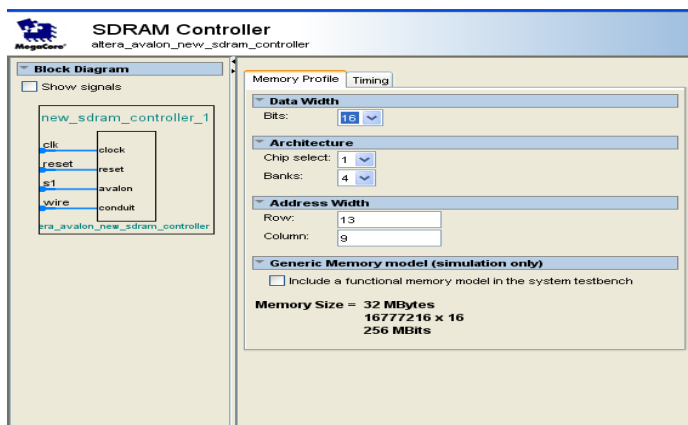 SDRAM Controller
MegaCore®
altera_avalon_new_sdram_controller
Block Diagram
Show signals
new_sdram_controller_1
clk
clock
reset
reset
s1
avalon
wire
conduit
era_avalon_new_sdram_controller
Memory Profile Timing
Data Width
Bits: 16
Architecture
Chip select: 1
Banks: 4
Address Width
Row: 13
Column: 9
Generic Memory model (simulation only)
Include a functional memory model in the system testbench
Memory Size = 32 MBytes
16777216 x 16
256 MBits